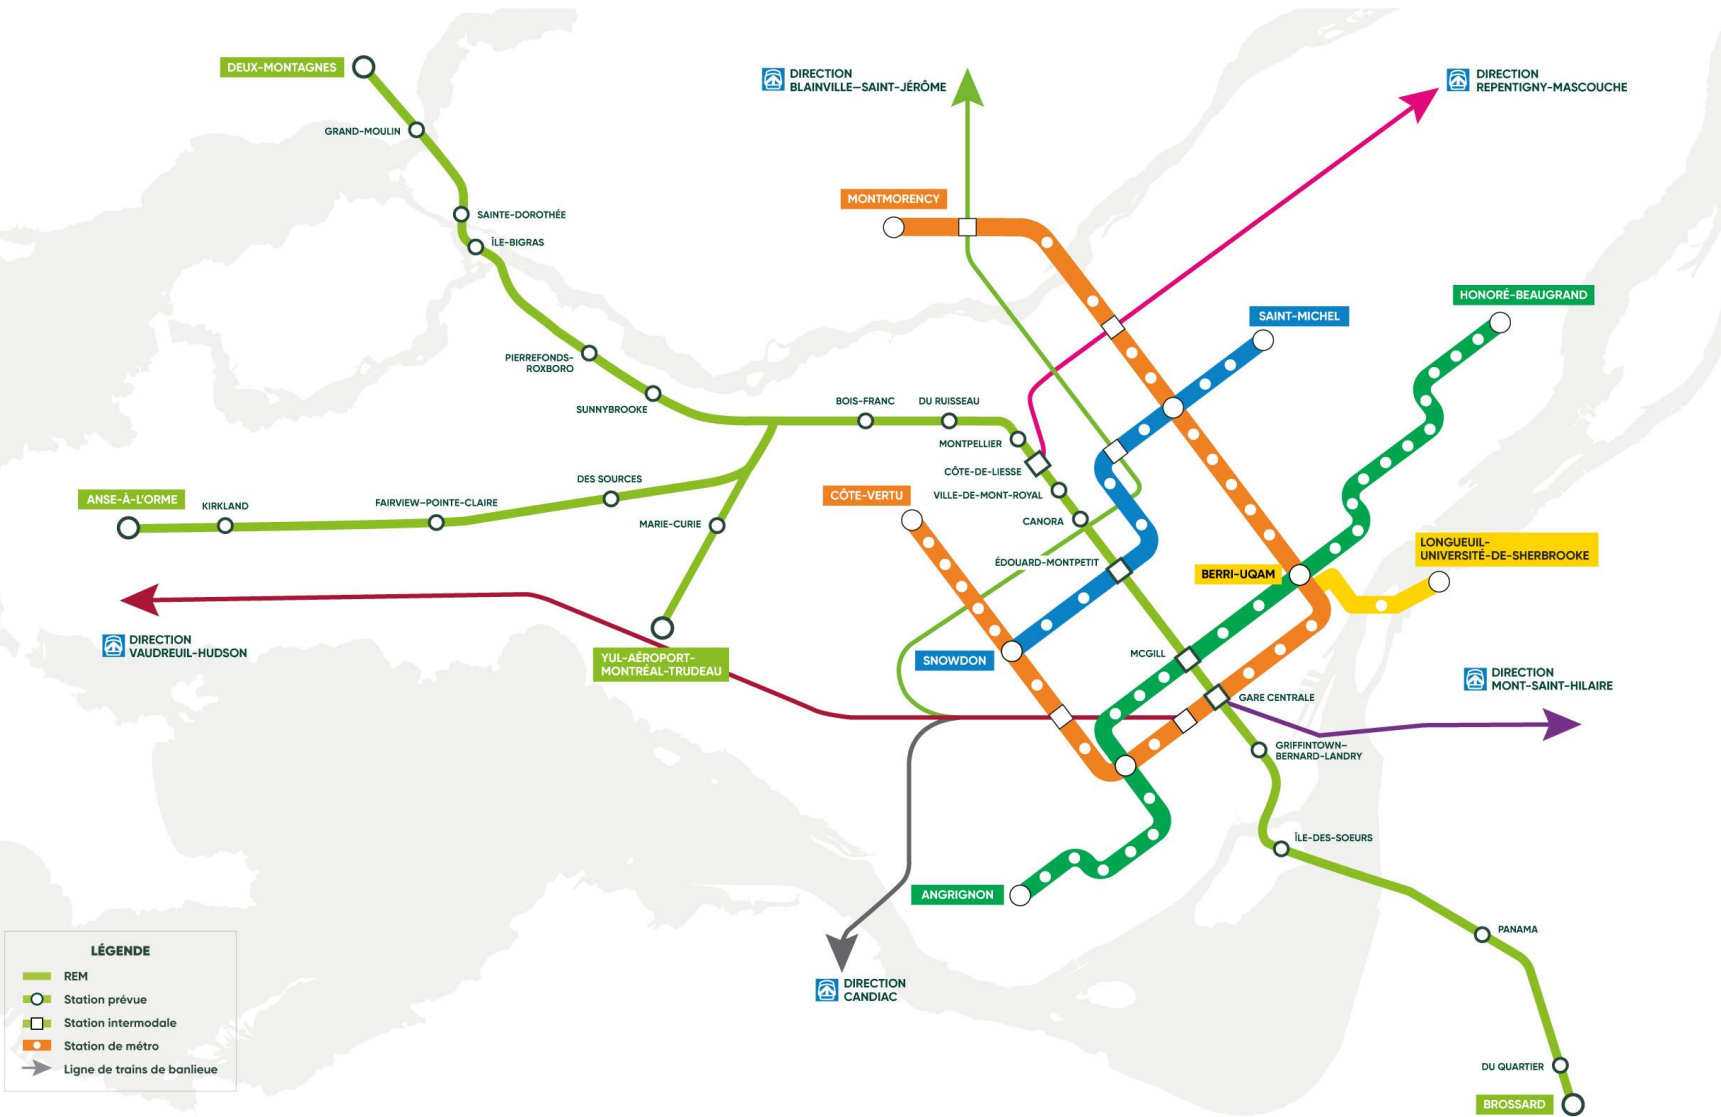 DEUX-MONTAGNES
GRAND-MOULIN
SAINTE-DOROTHÉE
ÎLE-BIGRAS
PIERREFONDS-
ROXBORO
SUNNYBROOKE
BOIS-FRANC
DU RUISSEAU
MONTPELLIER
CÔTE-DE-LIESSE
VILLE-DE-MONT-ROYAL
CANORA
ÉDOUARD-MONTPETIT
MCGILL
GARE CENTRALE
GRIFFINTOWN–
BERNARD-LANDRY
ÎLE-DES-SOEURS
PANAMA
DU QUARTIER
BROSSARD
ANSE-À-L'ORME
KIRKLAND
FAIRVIEW–POINTE-CLAIRE
DES SOURCES
MARIE-CURIE
YUL-AÉROPORT-
MONTRÉAL-TRUDEAU
DIRECTION
VAUDREUIL-HUDSON
DIRECTION
BLAINVILLE–SAINT-JÉRÔME
DIRECTION
REPENTIGNY-MASCOUCHE
MONTMORENCY
SAINT-MICHEL
HONORÉ-BEAUGRAND
CÔTE-VERTU
SNOWDON
BERRI-UQAM
LONGUEUIL-
UNIVERSITÉ-DE-SHERBROOKE
DIRECTION
MONT-SAINT-HILAIRE
ANGRIGNON
DIRECTION
CANDIAC
LÉGENDE
REM
Station prévue
Station intermodale
Station de métro
Ligne de trains de banlieue